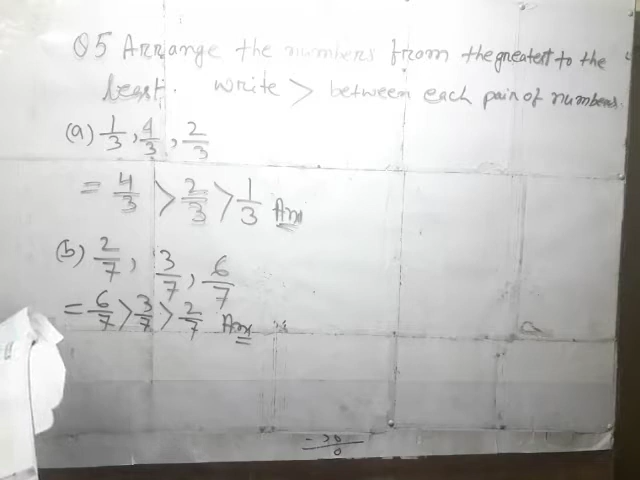 Q5 Arrange the numbers from the greatest to the
least. write > between each pair of numbers.
(a) 1/3, 4/3, 2/3
= 4/3 > 2/3 > 1/3 Ans
(b) 2/7, 3/7, 6/7
= 6/7 > 3/7 > 2/7 Ans
- 30
0